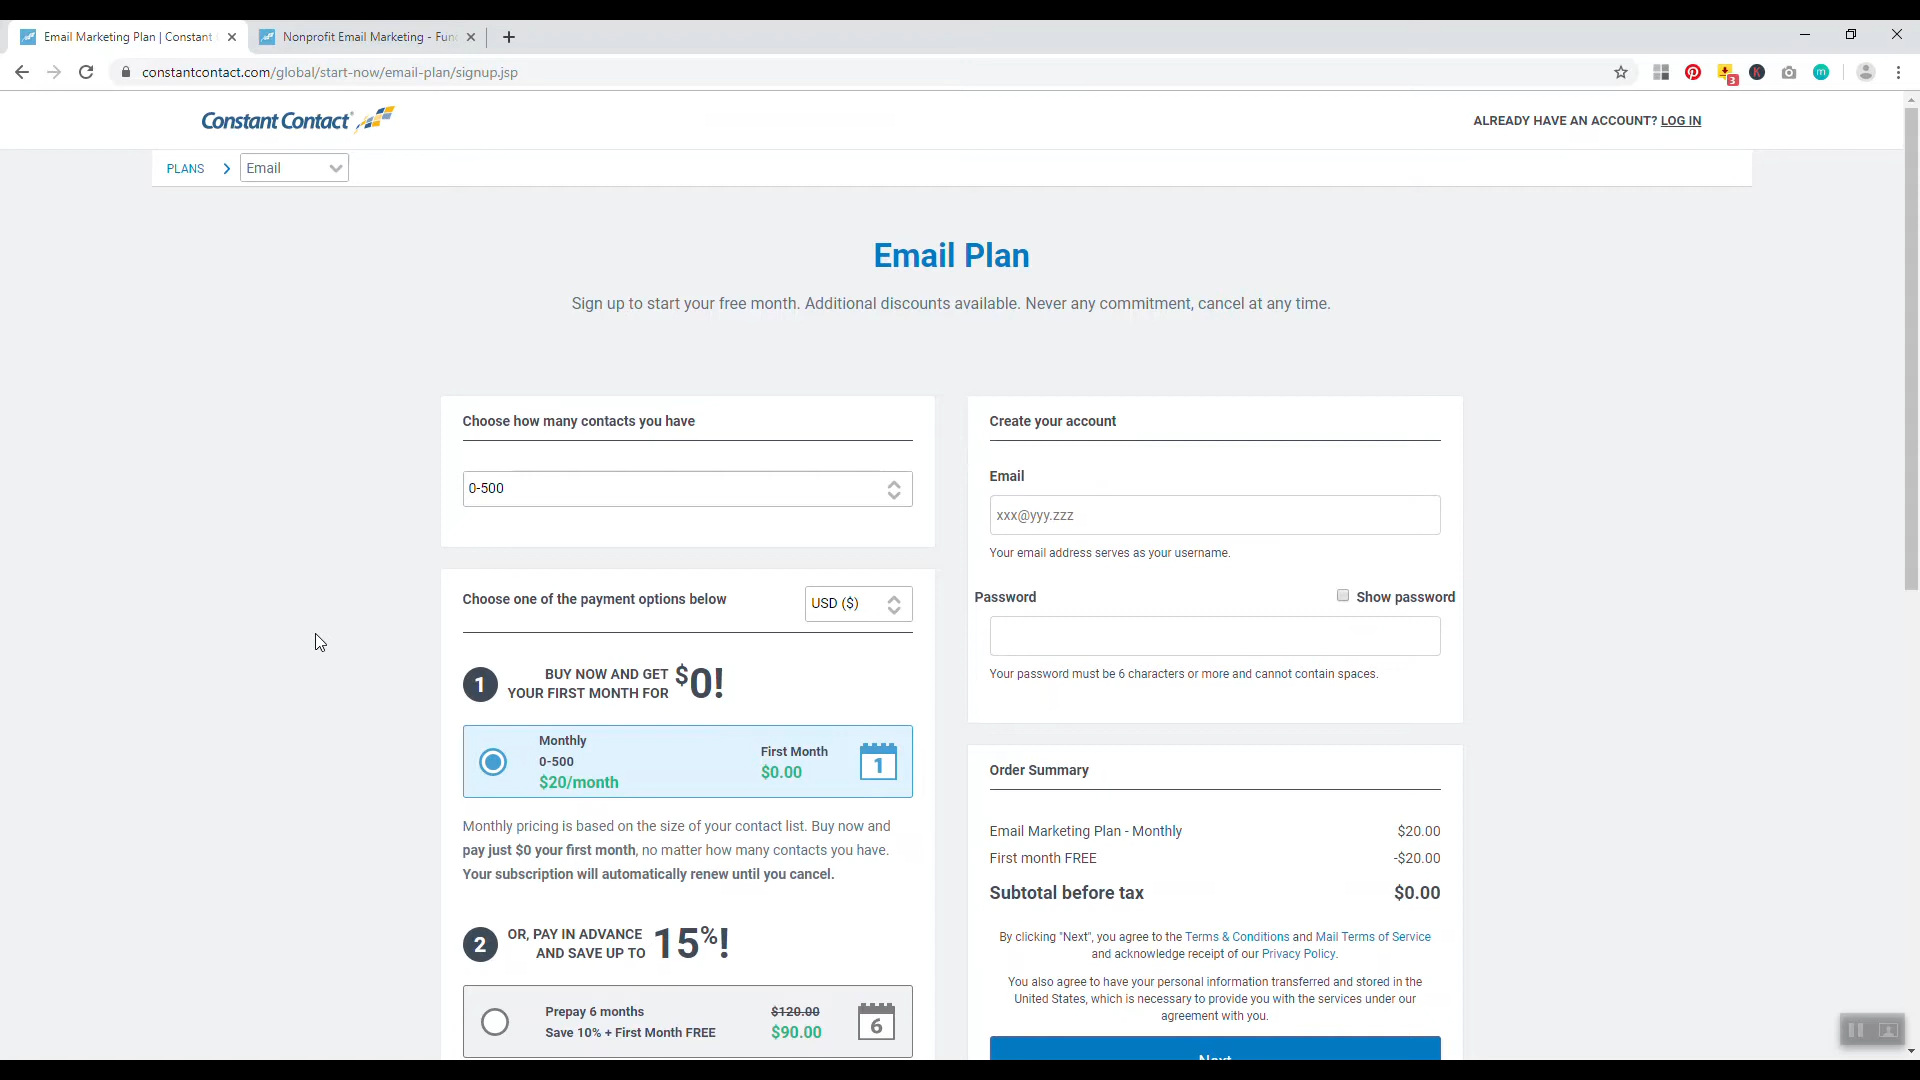 Email Marketing Plan | Constant
Nonprofit Email Marketing - Fun
constantcontact.com/global/start-now/email-plan/signup.jsp
3
K
m
Constant Contact
ALREADY HAVE AN ACCOUNT? LOG IN
PLANS
Email
Email Plan
Sign up to start your free month. Additional discounts available. Never any commitment, cancel at any time.
Choose how many contacts you have
0-500
Choose one of the payment options below
USD ($)
1
BUY NOW AND GET
YOUR FIRST MONTH FOR
$0!
Monthly
0-500
$20/month
First Month
$0.00
1
Monthly pricing is based on the size of your contact list. Buy now and
pay just $0 your first month, no matter how many contacts you have.
Your subscription will automatically renew until you cancel.
2
OR, PAY IN ADVANCE
AND SAVE UP TO
15%!
Prepay 6 months
Save 10% + First Month FREE
$120.00
$90.00
6
Create your account
Email
xxx@yyy.zzz
Your email address serves as your username.
Password
Show password
Your password must be 6 characters or more and cannot contain spaces.
Order Summary
Email Marketing Plan - Monthly $20.00
First month FREE -$20.00
Subtotal before tax $0.00
By clicking "Next", you agree to the Terms & Conditions and Mail Terms of Service
and acknowledge receipt of our Privacy Policy.
You also agree to have your personal information transferred and stored in the
United States, which is necessary to provide you with the services under our
agreement with you.
Next